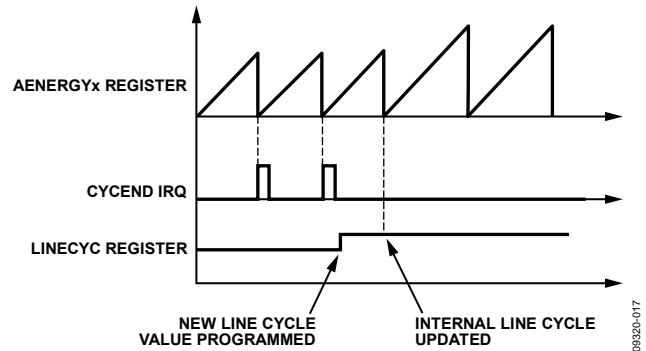 AENERGYx REGISTER
CYCEND IRQ
LINECYC REGISTER
NEW LINE CYCLE
VALUE PROGRAMMED
INTERNAL LINE CYCLE
UPDATED
09320-017